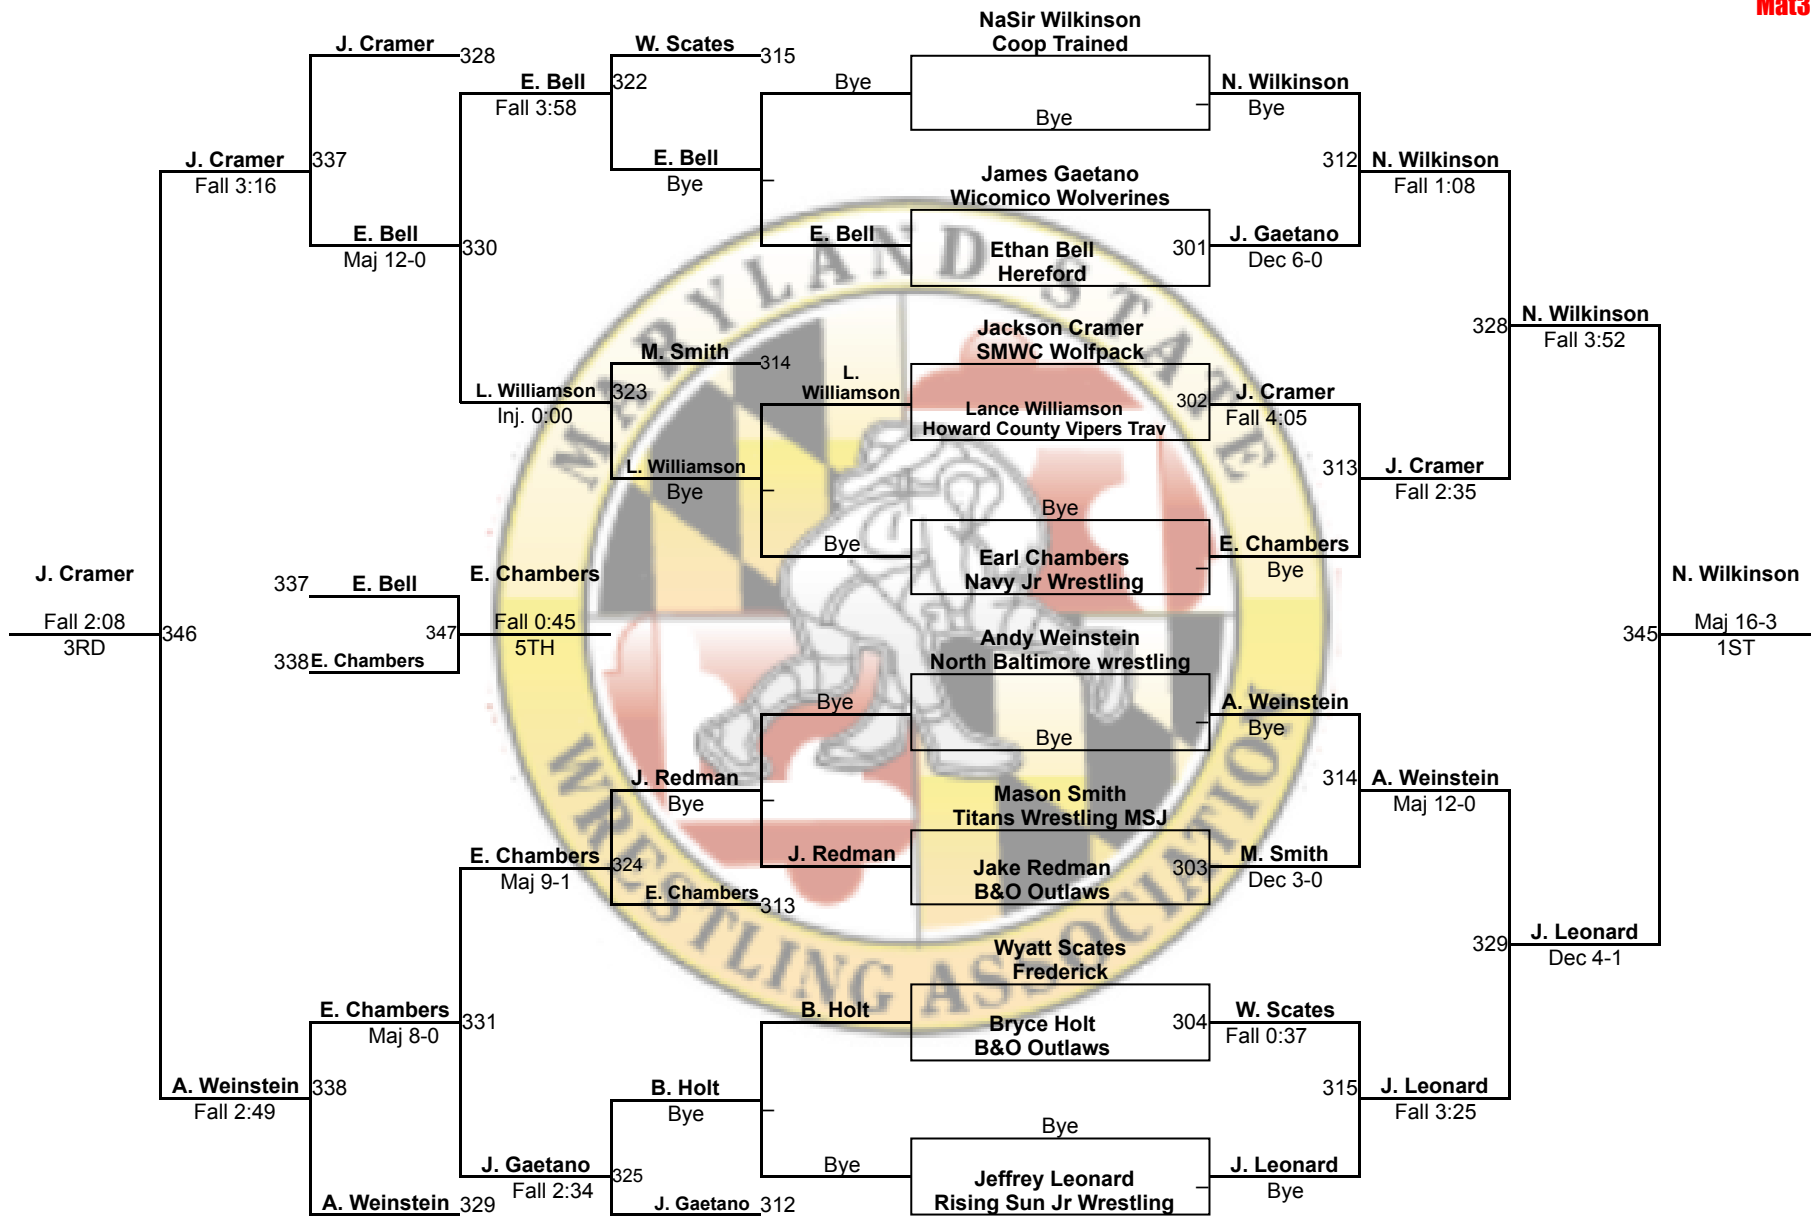 Mat3
NaSir Wilkinson
Coop Trained
J. Cramer
328
W. Scates
315
E. Bell
322
Fall 3:58
Bye
Bye
N. Wilkinson
Bye
J. Cramer
337
Fall 3:16
E. Bell
Bye
312
N. Wilkinson
Fall 1:08
James Gaetano
Wicomico Wolverines
E. Bell
330
Maj 12-0
E. Bell
Ethan Bell
Hereford
301
J. Gaetano
Dec 6-0
328
N. Wilkinson
Fall 3:52
Jackson Cramer
SMWC Wolfpack
M. Smith
314
L. Williamson
323
Inj. 0:00
L.
Williamson
Lance Williamson
Howard County Vipers Trav
302
J. Cramer
Fall 4:05
L. Williamson
Bye
313
J. Cramer
Fall 2:35
Bye
Bye
Earl Chambers
Navy Jr Wrestling
E. Chambers
Bye
J. Cramer
Fall 2:08
3RD
346
337
E. Bell
347
338
E. Chambers
E. Chambers
Fall 0:45
5TH
N. Wilkinson
345
Maj 16-3
1ST
Andy Weinstein
North Baltimore wrestling
Bye
Bye
A. Weinstein
Bye
J. Redman
Bye
314
A. Weinstein
Maj 12-0
Mason Smith
Titans Wrestling MSJ
E. Chambers
324
Maj 9-1
J. Redman
Jake Redman
B&O Outlaws
303
M. Smith
Dec 3-0
E. Chambers
313
329
J. Leonard
Dec 4-1
Wyatt Scates
Frederick
E. Chambers
331
Maj 8-0
B. Holt
Bryce Holt
B&O Outlaws
304
W. Scates
Fall 0:37
A. Weinstein
338
Fall 2:49
B. Holt
Bye
315
J. Leonard
Fall 3:25
Bye
J. Gaetano
325
Fall 2:34
Bye
Jeffrey Leonard
Rising Sun Jr Wrestling
J. Leonard
Bye
A. Weinstein
329
J. Gaetano
312
MARYLAND STATE
WRESTLING ASSOCIATION